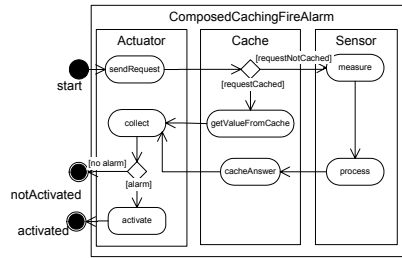 ComposedCachingFireAlarm
Actuator Cache Sensor
sendRequest
[requestNotCached]
measure
start
[requestCached]
collect
getValueFromCache
[no alarm]
cacheAnswer
process
[alarm]
notActivated
activate
activated